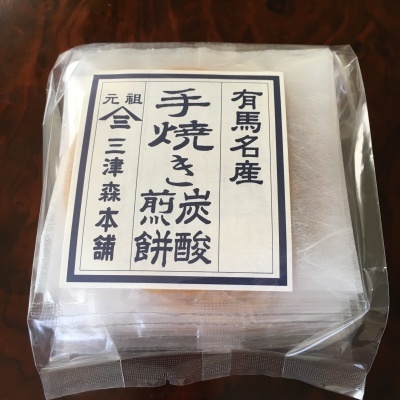 有馬名産
手焼き炭酸煎餅
元祖
三津森本舗